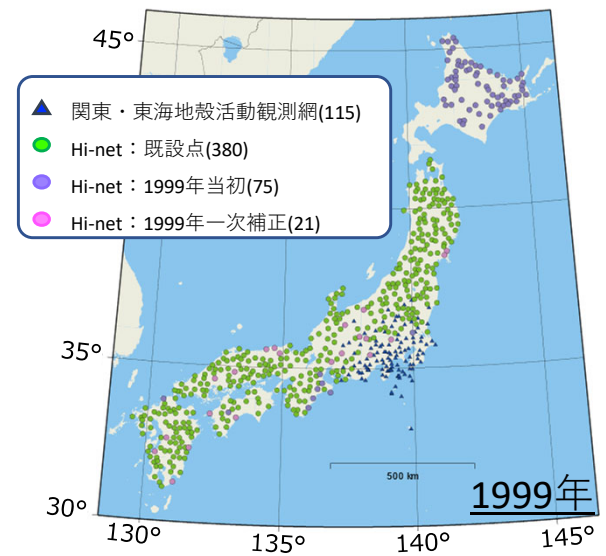 45°
関東・東海地殻活動観測網(115)
Hi-net：既設点(380)
Hi-net：1999年当初(75)
Hi-net：1999年一次補正(21)
35°
500 km
1999年
30°
130°
135°
140°
145°